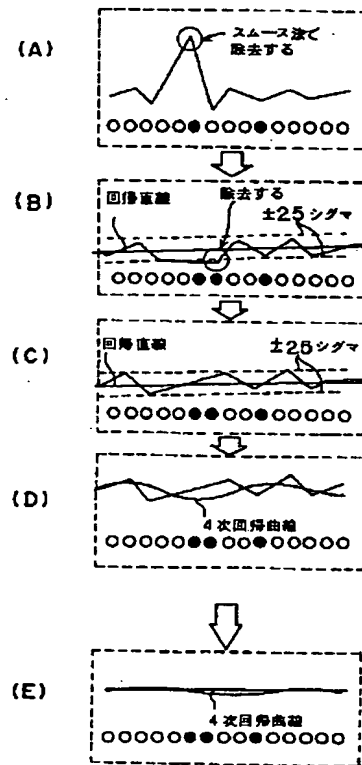 (A)
スムース法で
除去する
(B)
回帰直線
除去する
±25シグマ
(C)
回帰直線
±25シグマ
(D)
4次回帰曲線
(E)
4次回帰曲線